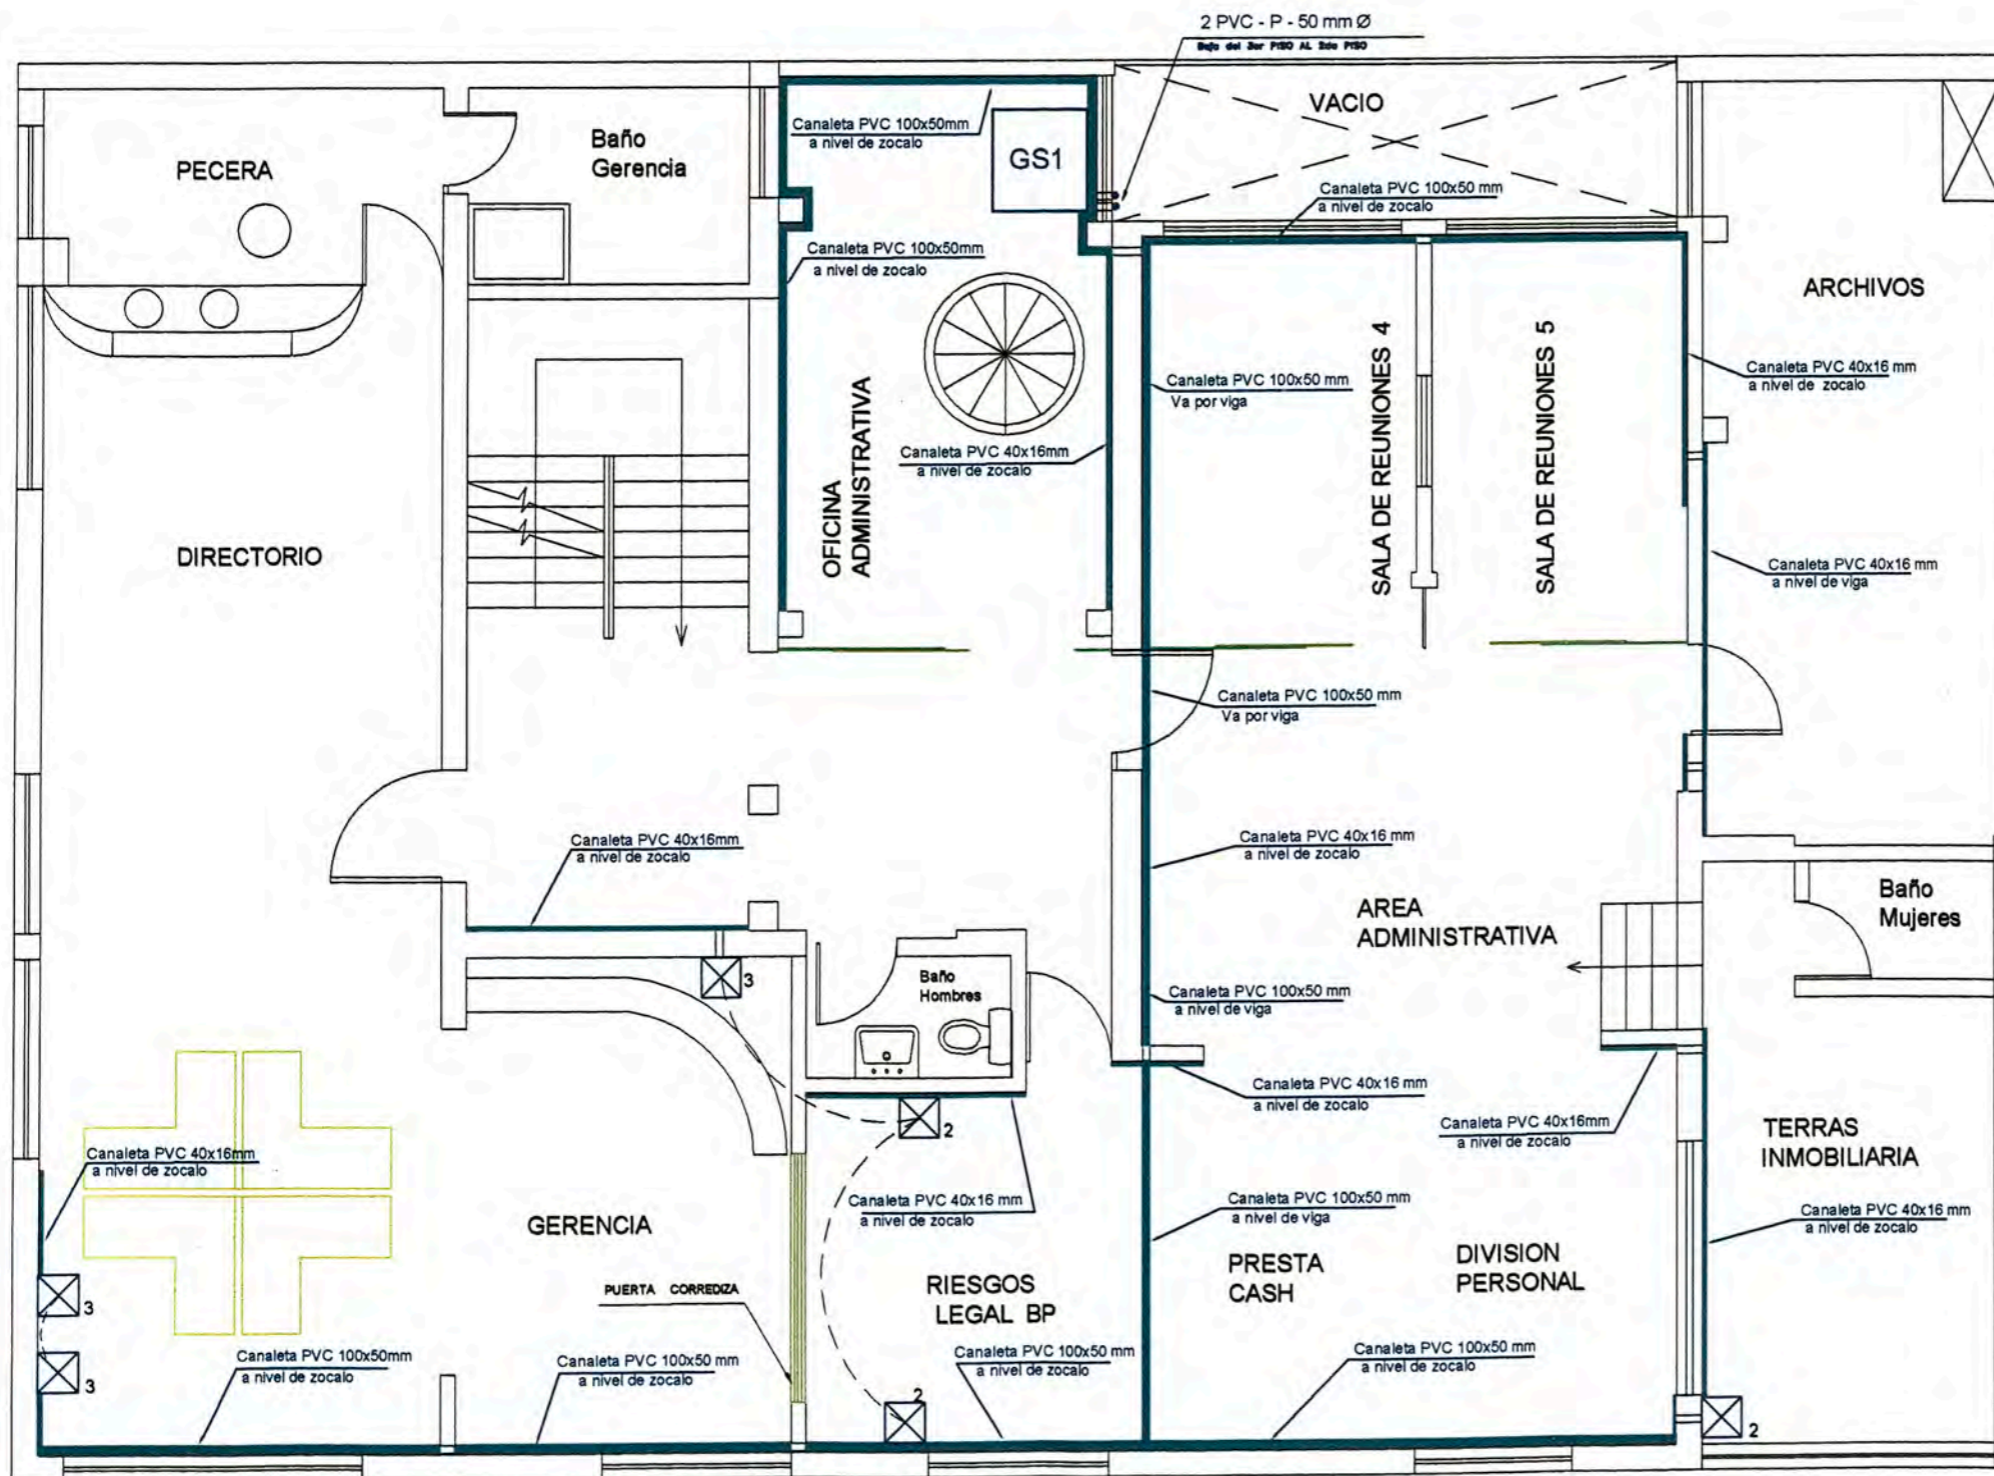 2 PVC - P - 50 mm Ø
Baja del 3er PISO AL 2do PISO
VACIO
Canaleta PVC 100x50mm
a nivel de zocalo
GS1
Baño
Gerencia
PECERA
Canaleta PVC 100x50 mm
a nivel de zocalo
Canaleta PVC 100x50mm
a nivel de zocalo
ARCHIVOS
SALA DE REUNIONES 4
SALA DE REUNIONES 5
Canaleta PVC 40x16 mm
a nivel de zocalo
Canaleta PVC 100x50 mm
Va por viga
OFICINA
ADMINISTRATIVA
Canaleta PVC 40x16mm
a nivel de zocalo
DIRECTORIO
Canaleta PVC 40x16 mm
a nivel de viga
Canaleta PVC 100x50 mm
Va por viga
Canaleta PVC 40x16mm
a nivel de zocalo
Canaleta PVC 40x16 mm
a nivel de zocalo
Baño
Mujeres
AREA
ADMINISTRATIVA
3
Baño
Hombres
Canaleta PVC 100x50 mm
a nivel de viga
Canaleta PVC 40x16 mm
a nivel de zocalo
2
Canaleta PVC 40x16mm
a nivel de zocalo
TERRAS
INMOBILIARIA
Canaleta PVC 40x16mm
a nivel de zocalo
Canaleta PVC 40x16 mm
a nivel de zocalo
Canaleta PVC 100x50 mm
a nivel de viga
Canaleta PVC 40x16 mm
a nivel de zocalo
GERENCIA
PRESTA
CASH
DIVISION
PERSONAL
PUERTA CORREDIZA
RIESGOS
LEGAL BP
3
3
Canaleta PVC 100x50mm
a nivel de zocalo
Canaleta PVC 100x50 mm
a nivel de zocalo
Canaleta PVC 100x50 mm
a nivel de zocalo
Canaleta PVC 100x50 mm
a nivel de zocalo
2
2